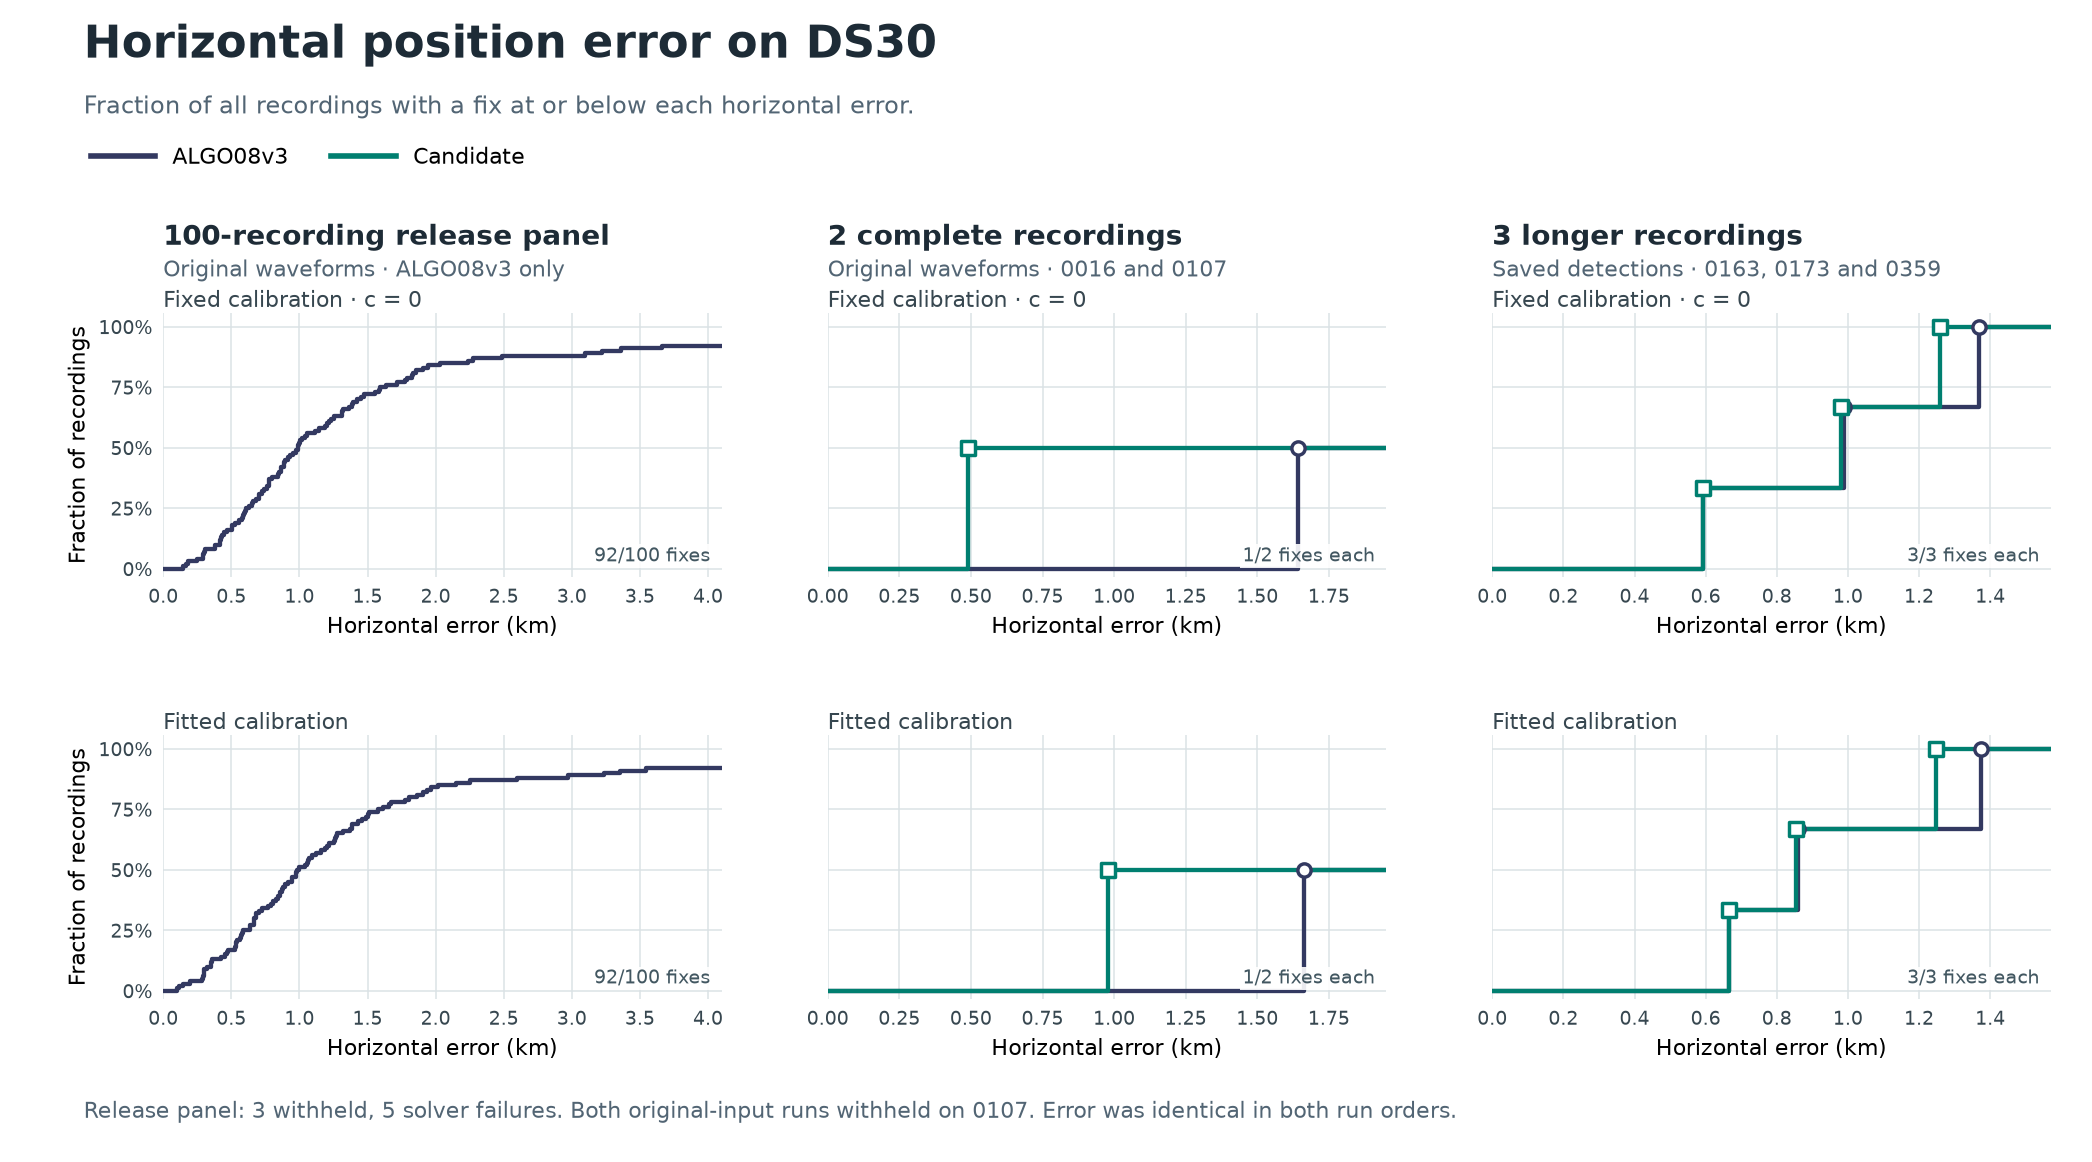 Horizontal position error on DS30
Fraction of all recordings with a fix at or below each horizontal error.
ALGO08v3
Candidate
100-recording release panel
Original waveforms · ALGO08v3 only
Fixed calibration · c = 0
Fraction of recordings
100%
75%
50%
25%
0%
92/100 fixes
0.0 0.5 1.0 1.5 2.0 2.5 3.0 3.5 4.0
Horizontal error (km)
2 complete recordings
Original waveforms · 0016 and 0107
Fixed calibration · c = 0
1/2 fixes each
0.00 0.25 0.50 0.75 1.00 1.25 1.50 1.75
Horizontal error (km)
3 longer recordings
Saved detections · 0163, 0173 and 0359
Fixed calibration · c = 0
3/3 fixes each
0.0 0.2 0.4 0.6 0.8 1.0 1.2 1.4
Horizontal error (km)
Fitted calibration
Fraction of recordings
100%
75%
50%
25%
0%
92/100 fixes
0.0 0.5 1.0 1.5 2.0 2.5 3.0 3.5 4.0
Horizontal error (km)
Fitted calibration
1/2 fixes each
0.00 0.25 0.50 0.75 1.00 1.25 1.50 1.75
Horizontal error (km)
Fitted calibration
3/3 fixes each
0.0 0.2 0.4 0.6 0.8 1.0 1.2 1.4
Horizontal error (km)
Release panel: 3 withheld, 5 solver failures. Both original-input runs withheld on 0107. Error was identical in both run orders.